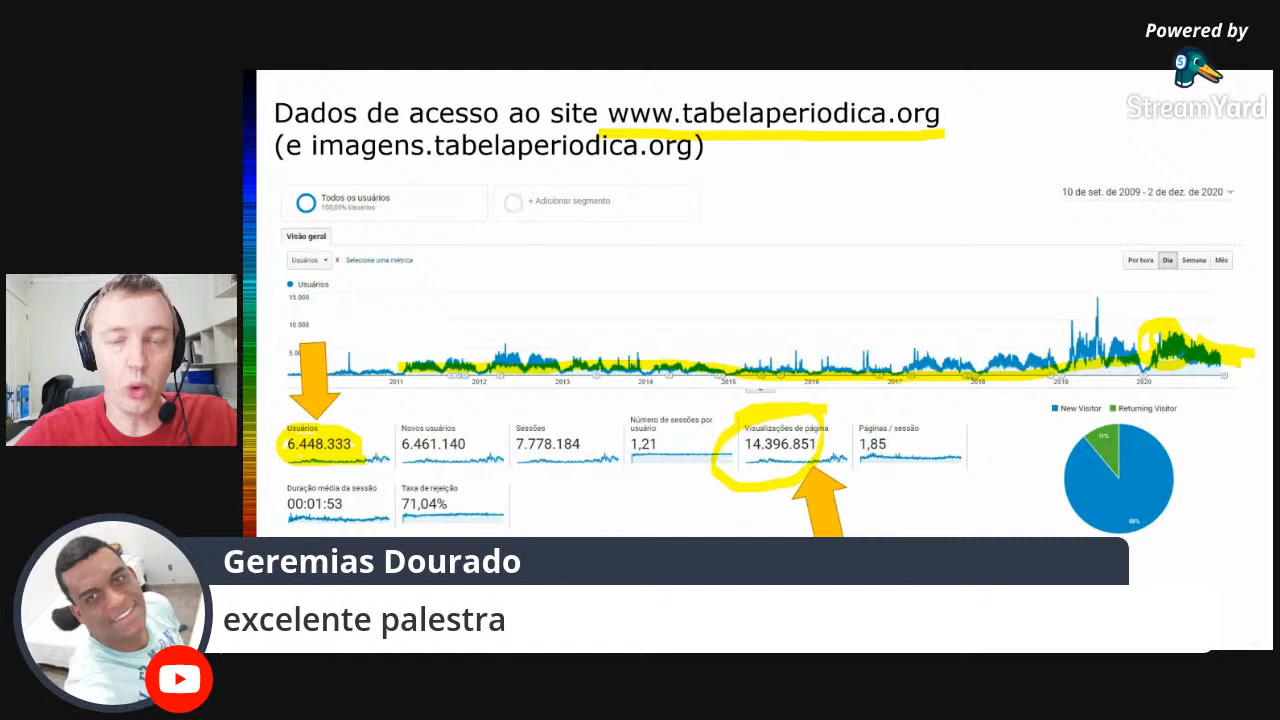 Powered by
StreamYard
Dados de acesso ao site www.tabelaperiodica.org
(e imagens.tabelaperiodica.org)
Todos os usuários
100,00% Usuários
+ Adicionar segmento
10 de set. de 2009 - 2 de dez. de 2020
Visão geral
Usuários
X
Selecione uma métrica
Por hora
Dia
Semana
Mês
Usuários
15.000
10.000
2011
2012
2013
2014
2015
2016
2017
2018
2019
2020
New Visitor
Returning Visitor
Usuários
6.448.333
Novos usuários
6.461.140
Sessões
7.778.184
Número de sessões por
usuário
1,21
Visualizações de página
14.396.851
Páginas / sessão
1,85
11%
89%
Duração média da sessão
00:01:53
Taxa de rejeição
71,04%
Geremias Dourado
excelente palestra